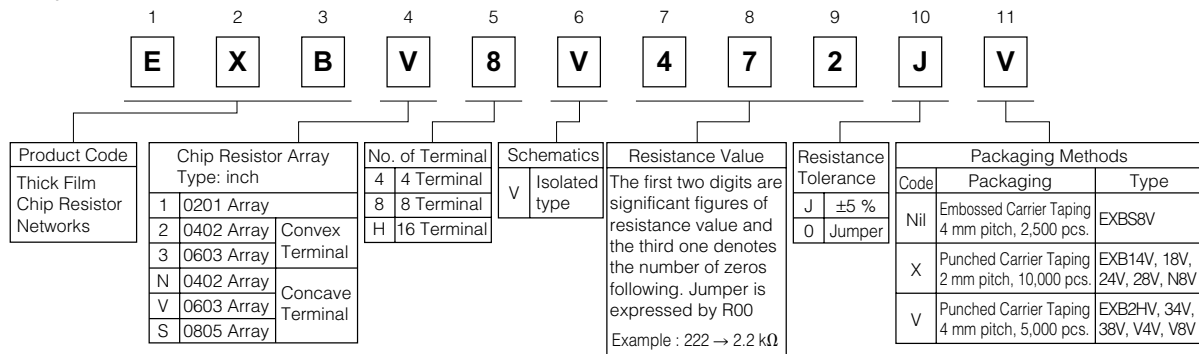 1 2 3 4 5 6 7 8 9 10 11
E X B V 8 V 4 7 2 J V
Product Code
Thick Film
Chip Resistor
Networks
Chip Resistor Array
Type: inch
1 0201 Array
2 0402 Array
3 0603 Array
Convex
Terminal
N 0402 Array
V 0603 Array
S 0805 Array
Concave
Terminal
No. of Terminal
4 4 Terminal
8 8 Terminal
H 16 Terminal
Schematics
V Isolated
type
Resistance Value
The first two digits are
significant figures of
resistance value and
the third one denotes
the number of zeros
following. Jumper is
expressed by R00
Example : 222 → 2.2 kΩ
Resistance
Tolerance
J ±5 %
0 Jumper
Packaging Methods
Code Packaging Type
Nil Embossed Carrier Taping
4 mm pitch, 2,500 pcs.
EXBS8V
X Punched Carrier Taping
2 mm pitch, 10,000 pcs.
EXB14V, 18V,
24V, 28V, N8V
V Punched Carrier Taping
4 mm pitch, 5,000 pcs.
EXB2HV, 34V,
38V, V4V, V8V